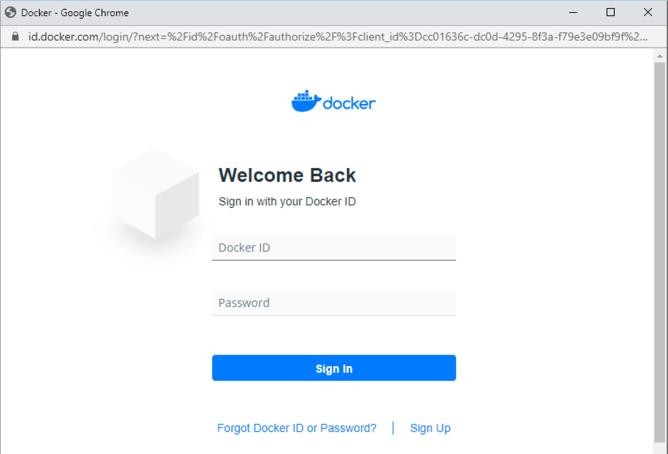 Docker - Google Chrome
id.docker.com/login/?next=%2Fid%2Foauth%2Fauthorize%2F%3Fclient_id%3Dcc01636c-dc0d-4295-8f3a-f79e3e09bf9f%2...
docker
Welcome Back
Sign in with your Docker ID
Docker ID
Password
Sign In
Forgot Docker ID or Password? | Sign Up